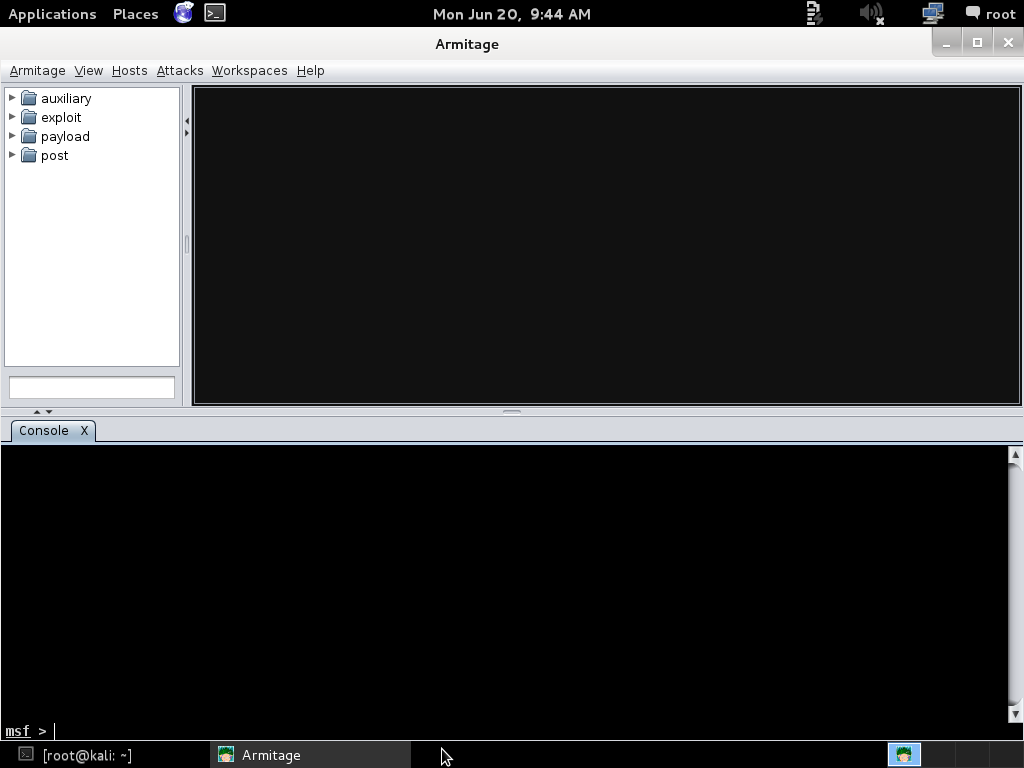 Applications Places Mon Jun 20, 9:44 AM root
Armitage
Armitage View Hosts Attacks Workspaces Help
auxiliary
exploit
payload
post
Console X
msf >
[root@kali: ~] Armitage